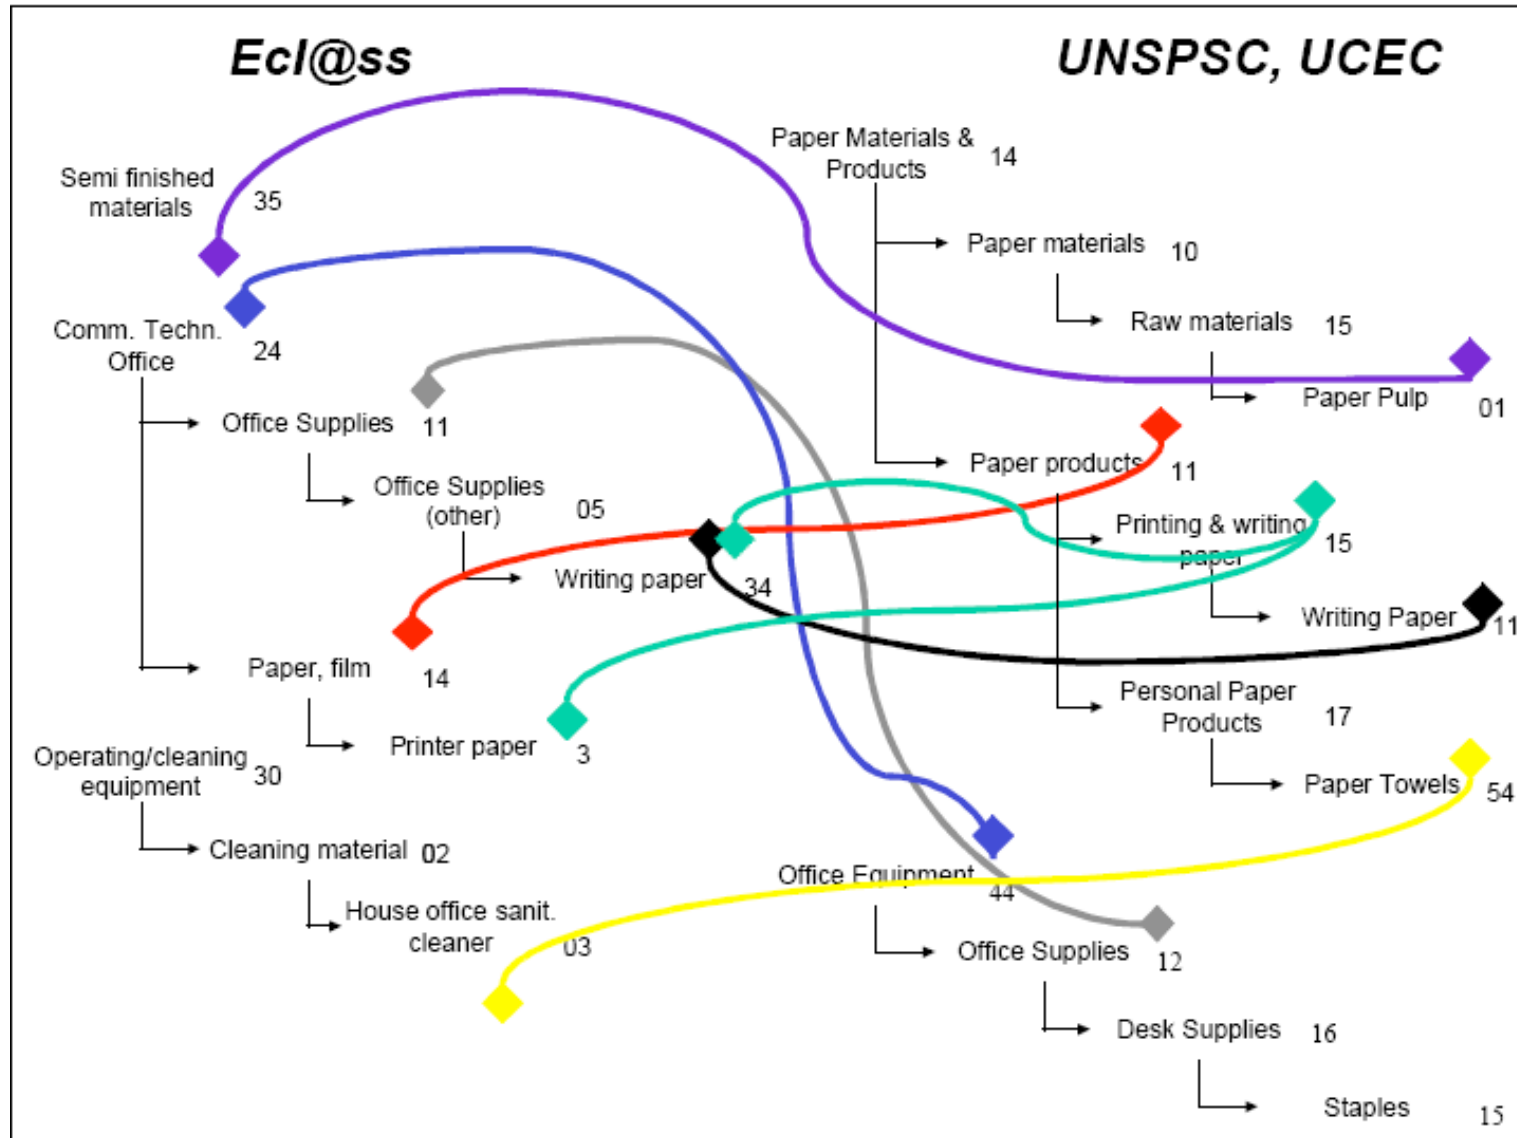 Ecl@ss
UNSPSC, UCEC
Semi finished
materials
35
Comm. Techn.
Office
24
Office Supplies
11
Office Supplies
(other)
05
Writing paper
34
Paper, film
14
Printer paper
3
Operating/cleaning
equipment
30
Cleaning material
02
House office sanit.
cleaner
03
Paper Materials &
Products
14
Paper materials
10
Raw materials
15
Paper Pulp
01
Paper products
11
Printing & writing
paper
15
Writing Paper
11
Personal Paper
Products
17
Paper Towels
54
Office Equipment
44
Office Supplies
12
Desk Supplies
16
Staples
15